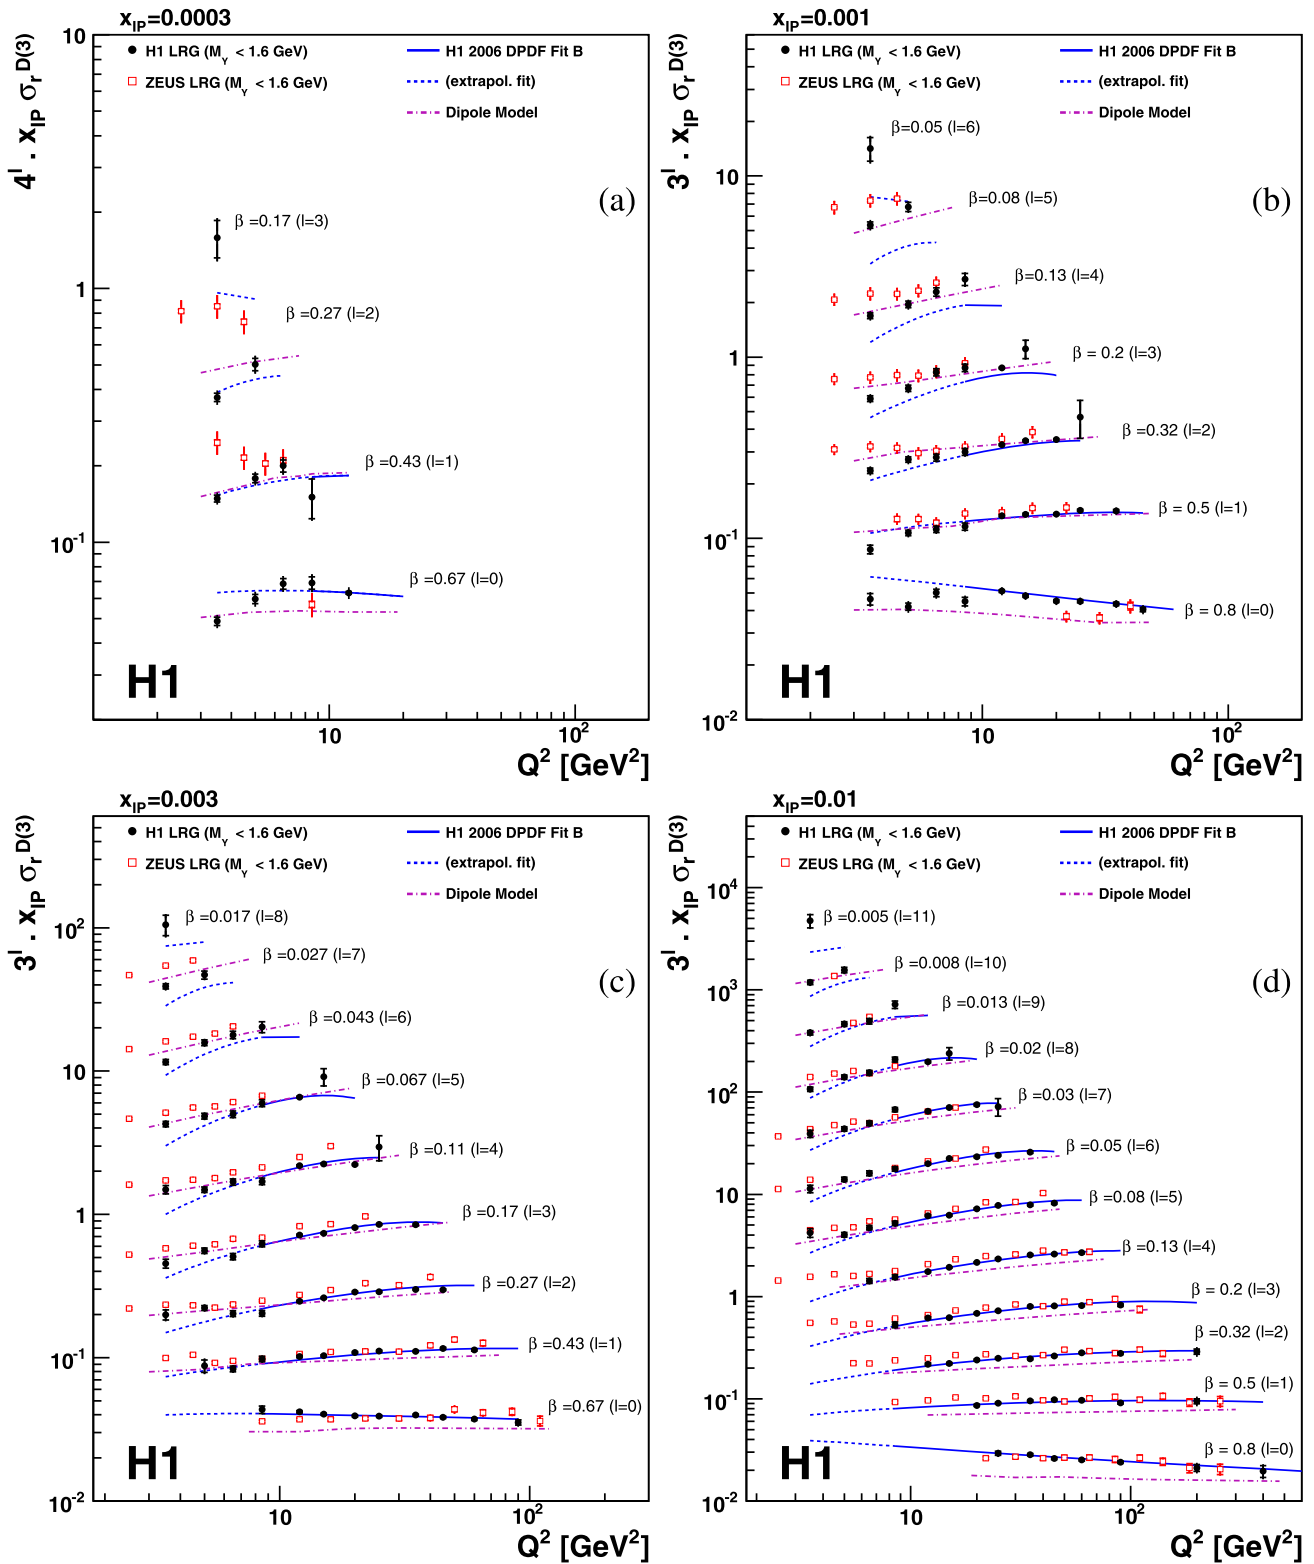 x_IP=0.0003
4^l . x_IP σ_r^D(3)
10
1
10^-1
H1 LRG (M_Y < 1.6 GeV)
ZEUS LRG (M_Y < 1.6 GeV)
H1 2006 DPDF Fit B
(extrapol. fit)
Dipole Model
(a)
β =0.17 (l=3)
β =0.27 (l=2)
β =0.43 (l=1)
β =0.67 (l=0)
H1
10
10^2
Q^2 [GeV^2]
x_IP=0.001
3^l . x_IP σ_r^D(3)
10
1
10^-1
10^-2
H1 LRG (M_Y < 1.6 GeV)
ZEUS LRG (M_Y < 1.6 GeV)
H1 2006 DPDF Fit B
(extrapol. fit)
Dipole Model
(b)
β=0.05 (l=6)
β=0.08 (l=5)
β=0.13 (l=4)
β = 0.2 (l=3)
β =0.32 (l=2)
β = 0.5 (l=1)
β = 0.8 (l=0)
H1
10
10^2
Q^2 [GeV^2]
x_IP=0.003
3^l . x_IP σ_r^D(3)
10^2
10
1
10^-1
10^-2
H1 LRG (M_Y < 1.6 GeV)
ZEUS LRG (M_Y < 1.6 GeV)
H1 2006 DPDF Fit B
(extrapol. fit)
Dipole Model
(c)
β =0.017 (l=8)
β =0.027 (l=7)
β =0.043 (l=6)
β =0.067 (l=5)
β =0.11 (l=4)
β =0.17 (l=3)
β =0.27 (l=2)
β =0.43 (l=1)
β =0.67 (l=0)
H1
10
10^2
Q^2 [GeV^2]
x_IP=0.01
3^l . x_IP σ_r^D(3)
10^4
10^3
10^2
10
1
10^-1
10^-2
H1 LRG (M_Y < 1.6 GeV)
ZEUS LRG (M_Y < 1.6 GeV)
H1 2006 DPDF Fit B
(extrapol. fit)
Dipole Model
(d)
β =0.005 (l=11)
β =0.008 (l=10)
β =0.013 (l=9)
β =0.02 (l=8)
β =0.03 (l=7)
β =0.05 (l=6)
β =0.08 (l=5)
β =0.13 (l=4)
β = 0.2 (l=3)
β =0.32 (l=2)
β = 0.5 (l=1)
β = 0.8 (l=0)
H1
10
10^2
Q^2 [GeV^2]